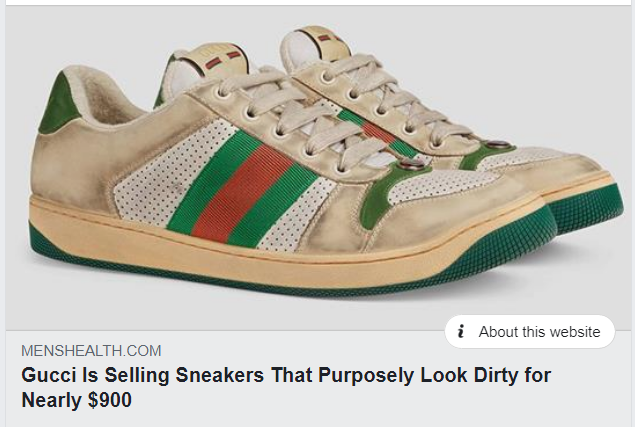 i About this website
MENSHEALTH.COM
Gucci Is Selling Sneakers That Purposely Look Dirty for
Nearly $900